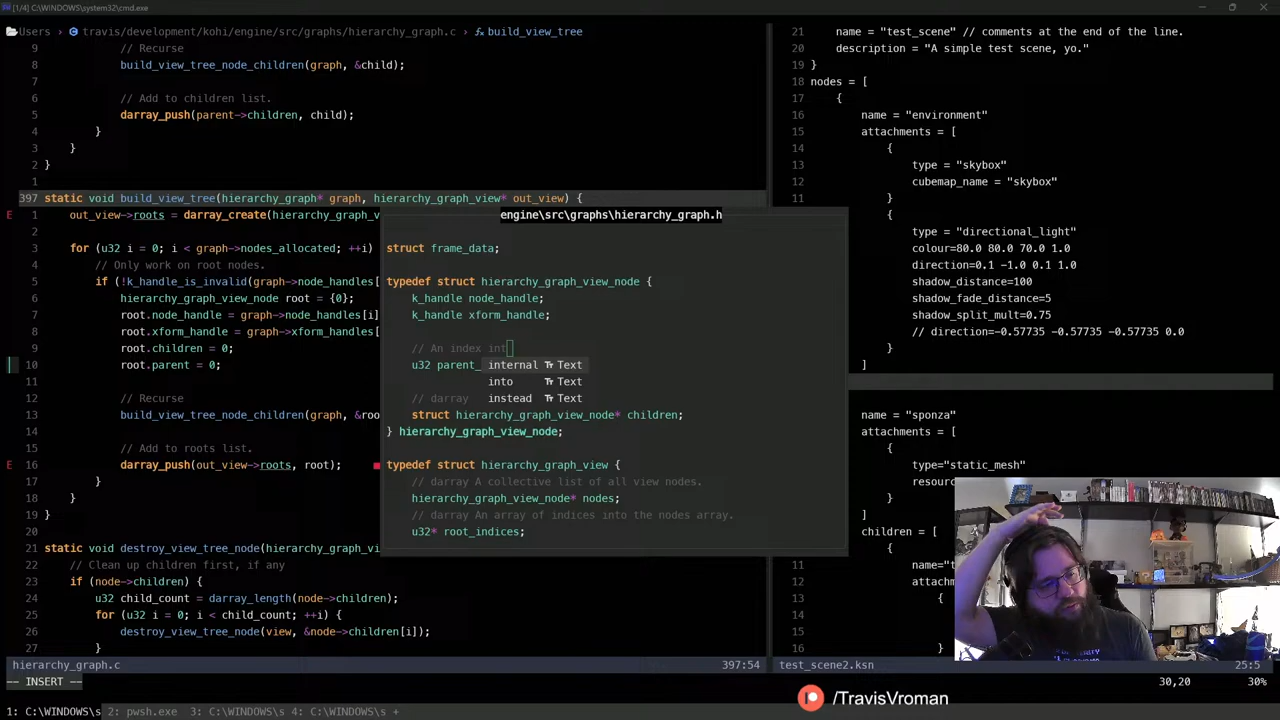 [1/4] C:\WINDOWS\system32\cmd.exe
Users > travis/development/kohi/engine/src/graphs/hierarchy_graph.c > build_view_tree
9 // Recurse
8 build_view_tree_node_children(graph, &child);
7
6 // Add to children list.
5 darray_push(parent->children, child);
4 }
3 }
2 }
1
397 static void build_view_tree(hierarchy_graph* graph, hierarchy_graph_view* out_view) {
E 1 out_view->roots = darray_create(hierarchy_graph_v
2
3 for (u32 i = 0; i < graph->nodes_allocated; ++i)
4 // Only work on root nodes.
5 if (!k_handle_is_invalid(graph->node_handles[
6 hierarchy_graph_view_node root = {0};
7 root.node_handle = graph->node_handles[i]
8 root.xform_handle = graph->xform_handles[
9 root.children = 0;
10 root.parent = 0;
11
12 // Recurse
13 build_view_tree_node_children(graph, &roo
14
15 // Add to roots list.
E 16 darray_push(out_view->roots, root);
17 }
18 }
19 }
20
21 static void destroy_view_tree_node(hierarchy_graph_vi
22 // Clean up children first, if any
23 if (node->children) {
24 u32 child_count = darray_length(node->children);
25 for (u32 i = 0; i < child_count; ++i) {
26 destroy_view_tree_node(view, &node->children[i]);
27 }
hierarchy_graph.c 397:54
-- INSERT --
engine\src\graphs\hierarchy_graph.h
struct frame_data;
typedef struct hierarchy_graph_view_node {
k_handle node_handle;
k_handle xform_handle;
// An index int
u32 parent_
internal Text
into Text
instead Text
// darray
struct hierarchy_graph_view_node* children;
} hierarchy_graph_view_node;
typedef struct hierarchy_graph_view {
// darray A collective list of all view nodes.
hierarchy_graph_view_node* nodes;
// darray An array of indices into the nodes array.
u32* root_indices;
21 name = "test_scene" // comments at the end of the line.
20 description = "A simple test scene, yo."
19 }
18 nodes = [
17 {
16 name = "environment"
15 attachments = [
14 {
13 type = "skybox"
12 cubemap_name = "skybox"
11 }
{
type = "directional_light"
colour=80.0 80.0 70.0 1.0
direction=0.1 -1.0 0.1 1.0
shadow_distance=100
shadow_fade_distance=5
shadow_split_mult=0.75
// direction=-0.57735 -0.57735 -0.57735 0.0
}
]
name = "sponza"
attachments = [
{
type="static_mesh"
resourc
}
]
children = [
11 {
12 name="t
13 attachm
14 {
15
16 }
test_scene2.ksn 25:5
30,20 30%
/TravisVroman
1: C:\WINDOWS\s 2: pwsh.exe 3: C:\WINDOWS\s 4: C:\WINDOWS\s +